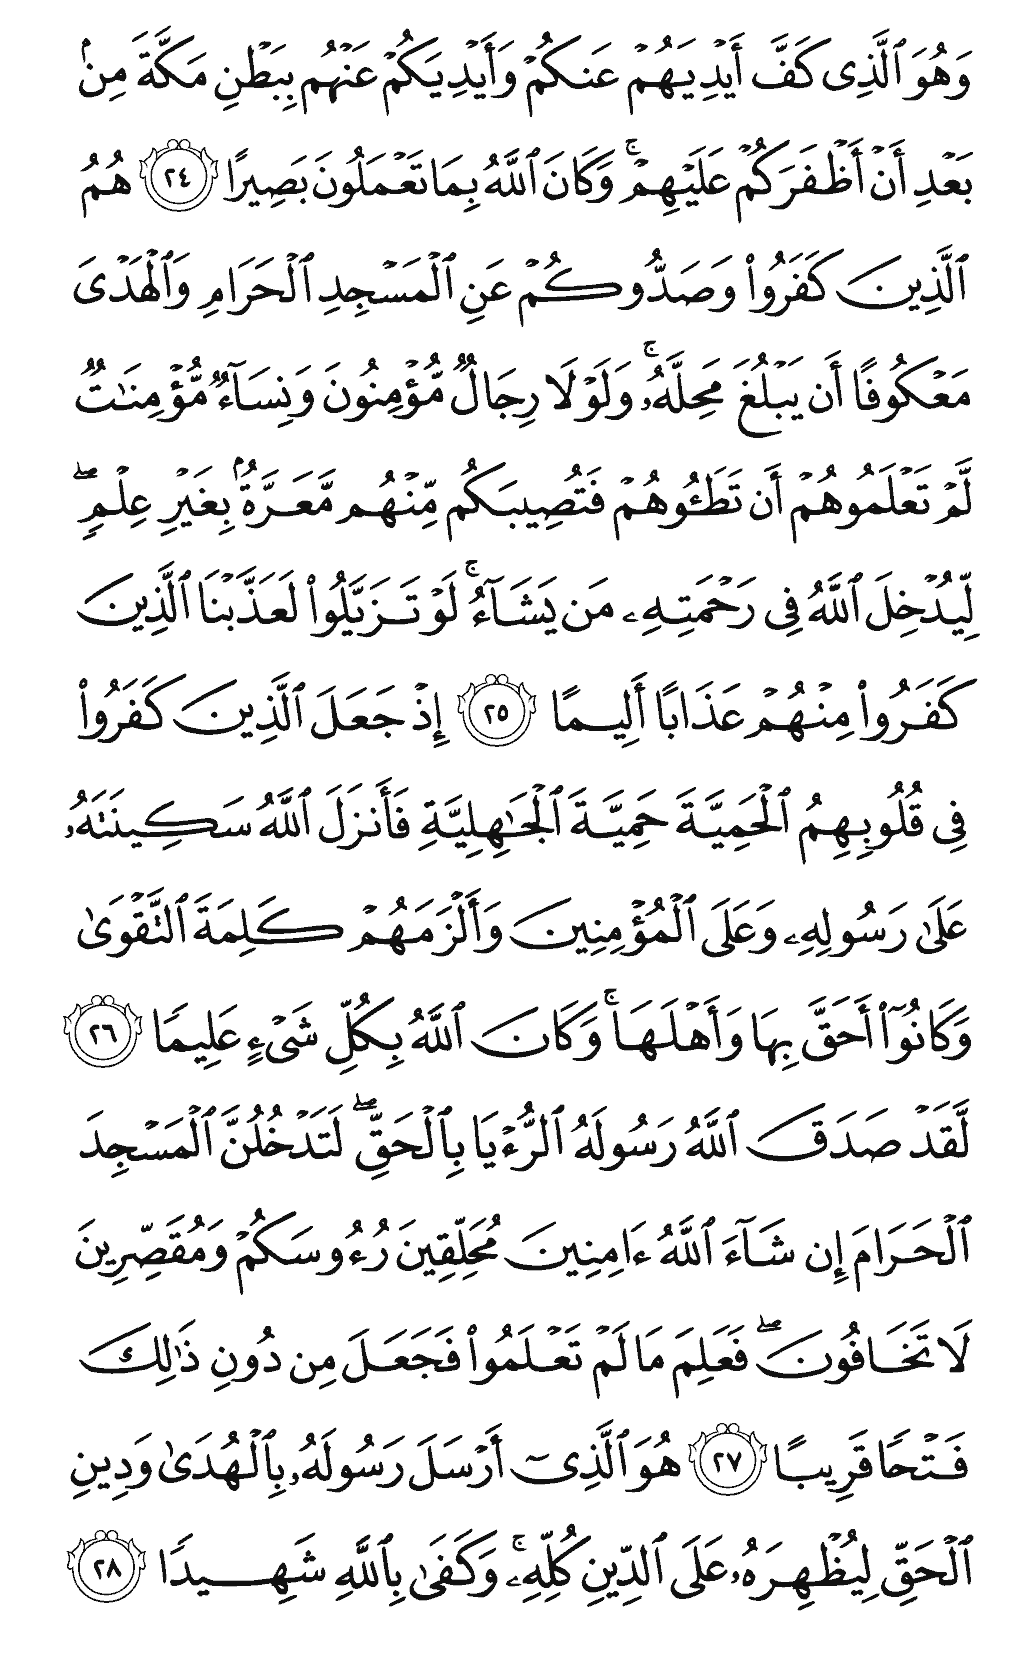 وَهُوَ ٱلَّذِى كَفَّ أَيْدِيَهُمْ عَنكُمْ وَأَيْدِيَكُمْ عَنْهُم بِبَطْنِ مَكَّةَ مِنۢ
بَعْدِ أَنْ أَظْفَرَكُمْ عَلَيْهِمْ ۚ وَكَانَ ٱللَّهُ بِمَا تَعْمَلُونَ بَصِيرًا ٢٤ هُمُ
ٱلَّذِينَ كَفَرُوا۟ وَصَدُّوكُمْ عَنِ ٱلْمَسْجِدِ ٱلْحَرَامِ وَٱلْهَدْىَ
مَعْكُوفًا أَن يَبْلُغَ مَحِلَّهُۥ ۚ وَلَوْلَا رِجَالٌ مُّؤْمِنُونَ وَنِسَآءٌ مُّؤْمِنَـٰتٌ
لَّمْ تَعْلَمُوهُمْ أَن تَطَـُٔوهُمْ فَتُصِيبَكُم مِّنْهُم مَّعَرَّةٌۢ بِغَيْرِ عِلْمٍ ۖ
لِّيُدْخِلَ ٱللَّهُ فِى رَحْمَتِهِۦ مَن يَشَآءُ ۚ لَوْ تَزَيَّلُوا۟ لَعَذَّبْنَا ٱلَّذِينَ
كَفَرُوا۟ مِنْهُمْ عَذَابًا أَلِيمًا ٢٥ إِذْ جَعَلَ ٱلَّذِينَ كَفَرُوا۟
فِى قُلُوبِهِمُ ٱلْحَمِيَّةَ حَمِيَّةَ ٱلْجَـٰهِلِيَّةِ فَأَنزَلَ ٱللَّهُ سَكِينَتَهُۥ
عَلَىٰ رَسُولِهِۦ وَعَلَى ٱلْمُؤْمِنِينَ وَأَلْزَمَهُمْ كَلِمَةَ ٱلتَّقْوَىٰ
وَكَانُوٓا۟ أَحَقَّ بِهَا وَأَهْلَهَا ۚ وَكَانَ ٱللَّهُ بِكُلِّ شَىْءٍ عَلِيمًا ٢٦
لَّقَدْ صَدَقَ ٱللَّهُ رَسُولَهُ ٱلرُّءْيَا بِٱلْحَقِّ ۖ لَتَدْخُلُنَّ ٱلْمَسْجِدَ
ٱلْحَرَامَ إِن شَآءَ ٱللَّهُ ءَامِنِينَ مُحَلِّقِينَ رُءُوسَكُمْ وَمُقَصِّرِينَ
لَا تَخَافُونَ ۖ فَعَلِمَ مَا لَمْ تَعْلَمُوا۟ فَجَعَلَ مِن دُونِ ذَٰلِكَ
فَتْحًا قَرِيبًا ٢٧ هُوَ ٱلَّذِىٓ أَرْسَلَ رَسُولَهُۥ بِٱلْهُدَىٰ وَدِينِ
ٱلْحَقِّ لِيُظْهِرَهُۥ عَلَى ٱلدِّينِ كُلِّهِۦ ۚ وَكَفَىٰ بِٱللَّهِ شَهِيدًا ٢٨